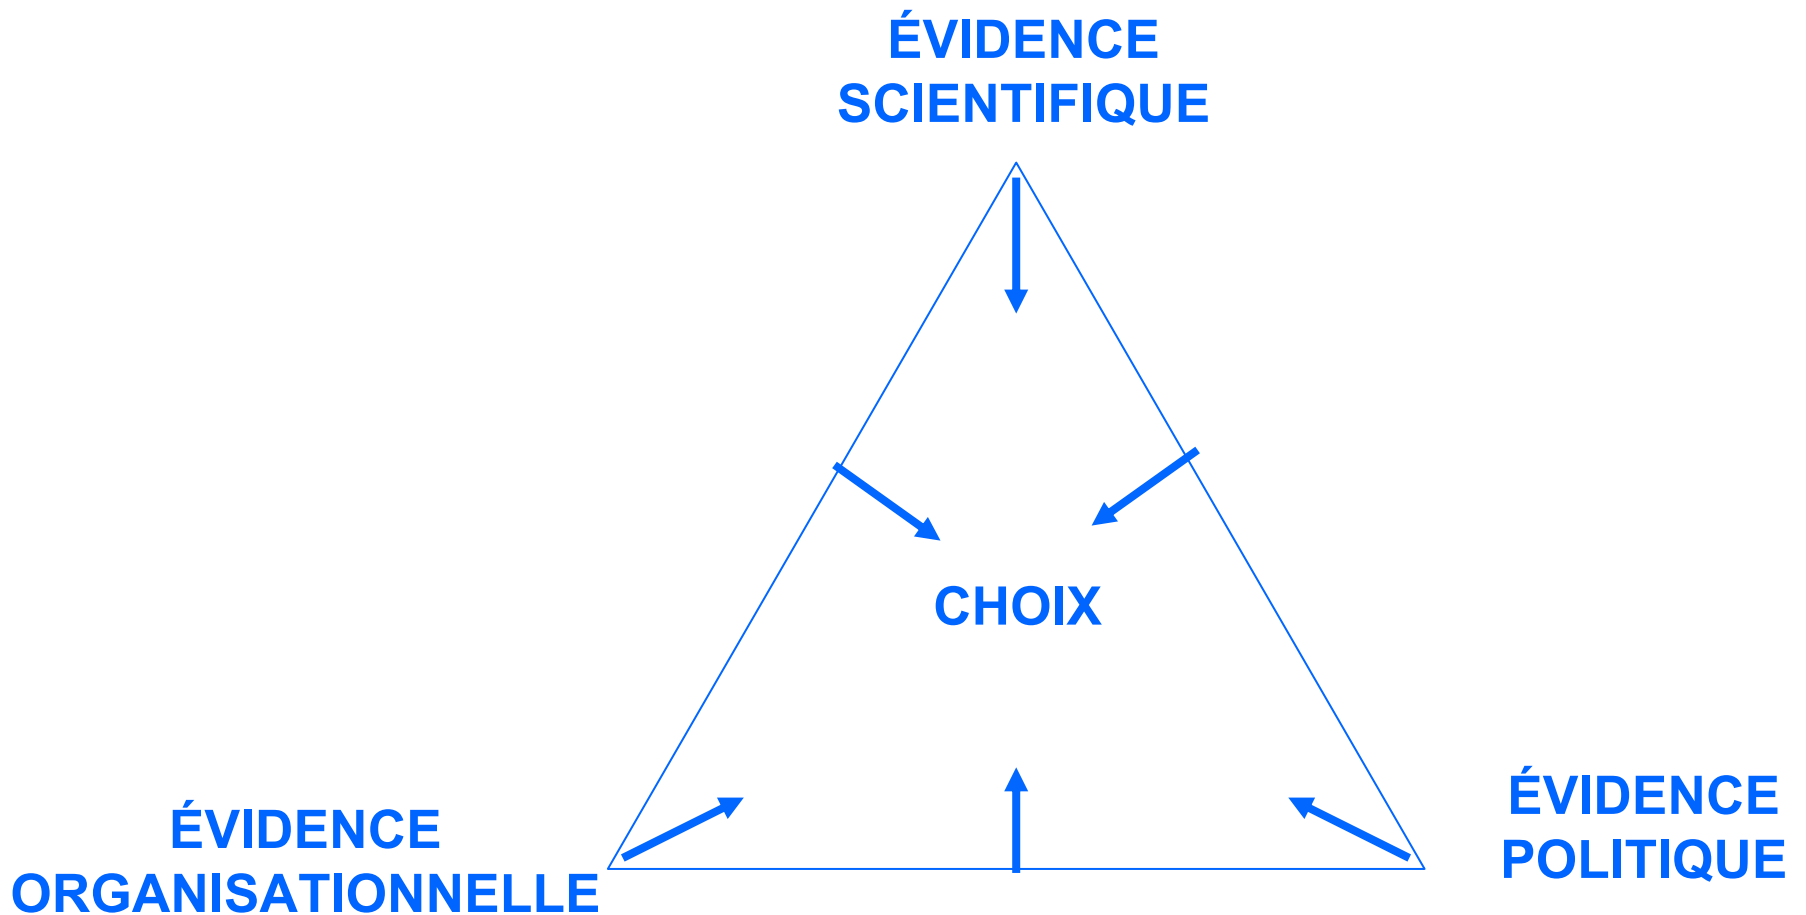 ÉVIDENCE
SCIENTIFIQUE
CHOIX
ÉVIDENCE
ORGANISATIONNELLE
ÉVIDENCE
POLITIQUE